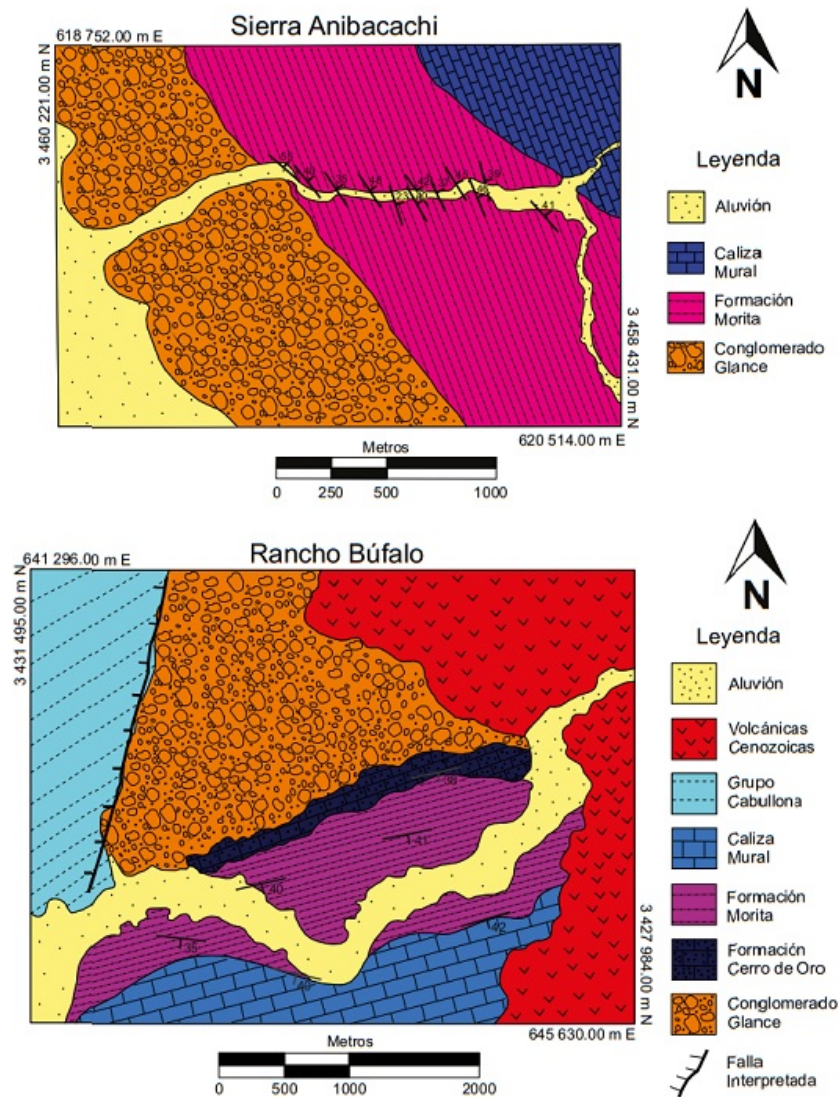 Sierra Anibacachi
618 752.00 m E
3 460 221.00 m N
N
Leyenda
Aluvión
Caliza
Mural
Formación
Morita
Conglomerado
Glance
41
3 458 431.00 m N
620 514.00 m E
Metros
0 250 500 1000
Rancho Búfalo
641 296.00 m E
3 431 495.00 m N
N
Leyenda
Aluvión
Volcánicas
Cenozoicas
Grupo
Cabullona
Caliza
Mural
Formación
Morita
Formación
Cerro de Oro
Conglomerado
Glance
Falla
Interpretada
38
41
40
35
42
3 427 984.00 m N
645 630.00 m E
Metros
0 500 1000 2000